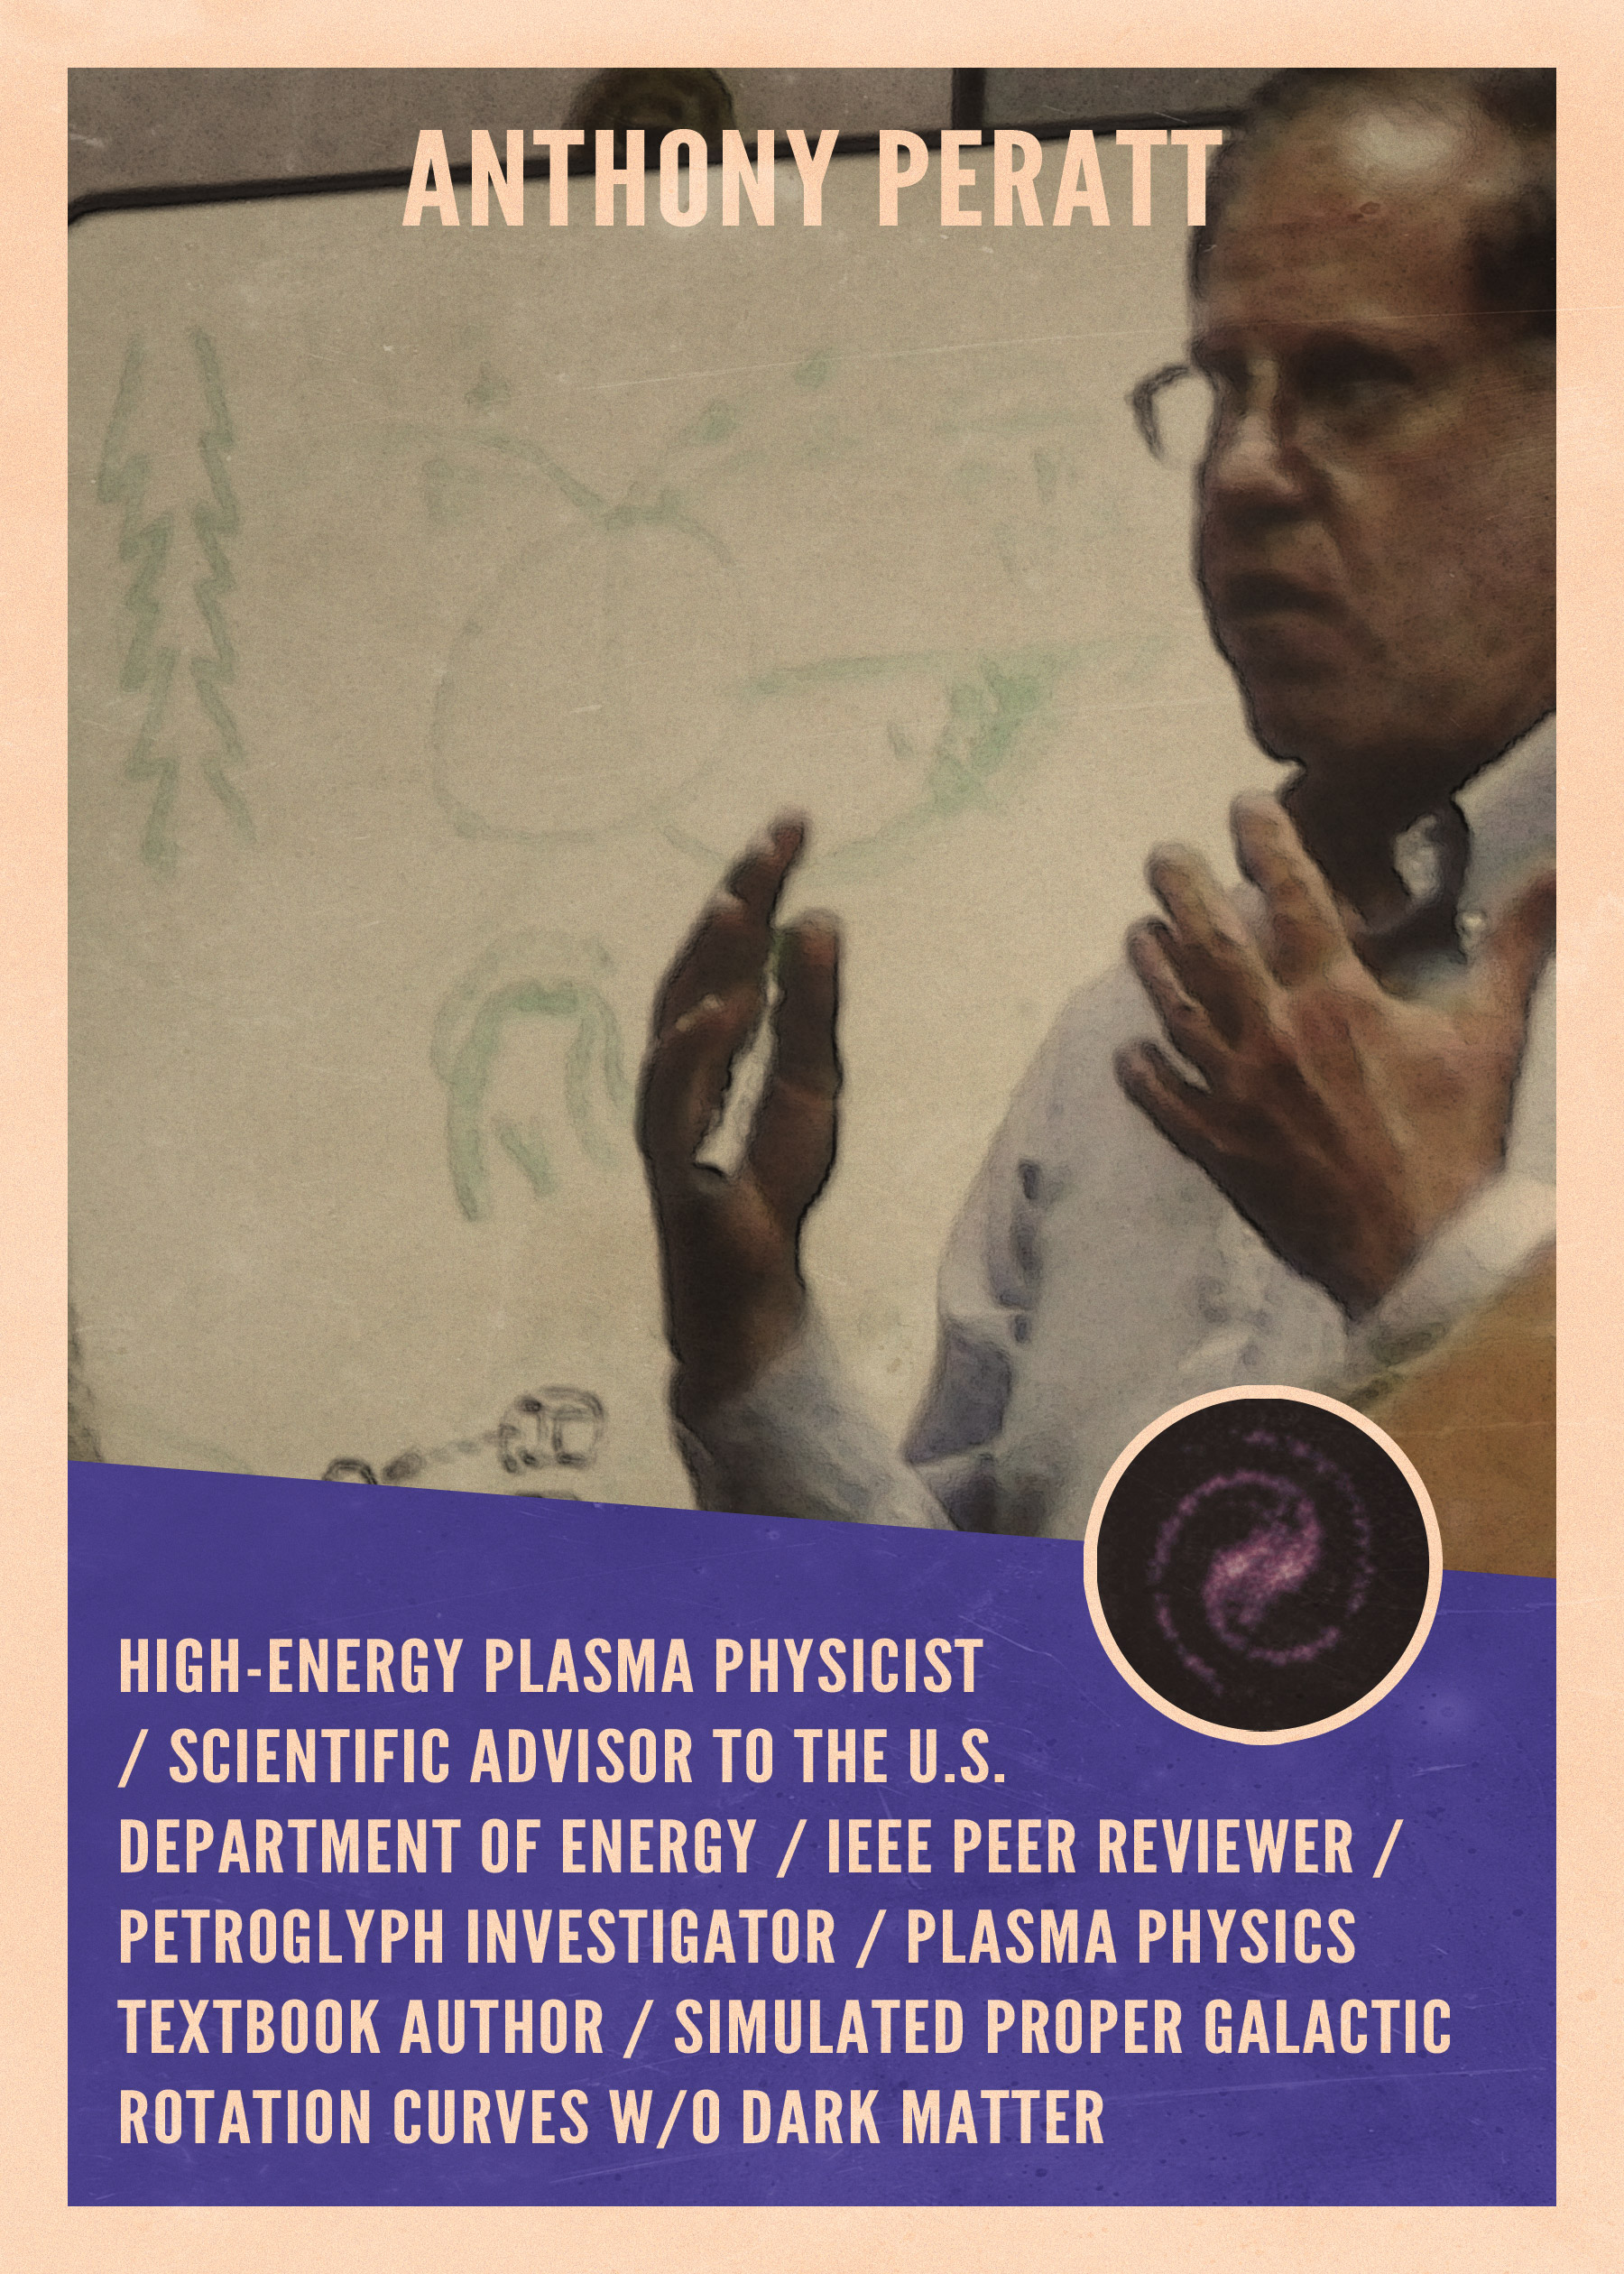 ANTHONY PERATT
HIGH-ENERGY PLASMA PHYSICIST
/ SCIENTIFIC ADVISOR TO THE U.S.
DEPARTMENT OF ENERGY / IEEE PEER REVIEWER /
PETROGLYPH INVESTIGATOR / PLASMA PHYSICS
TEXTBOOK AUTHOR / SIMULATED PROPER GALACTIC
ROTATION CURVES W/O DARK MATTER